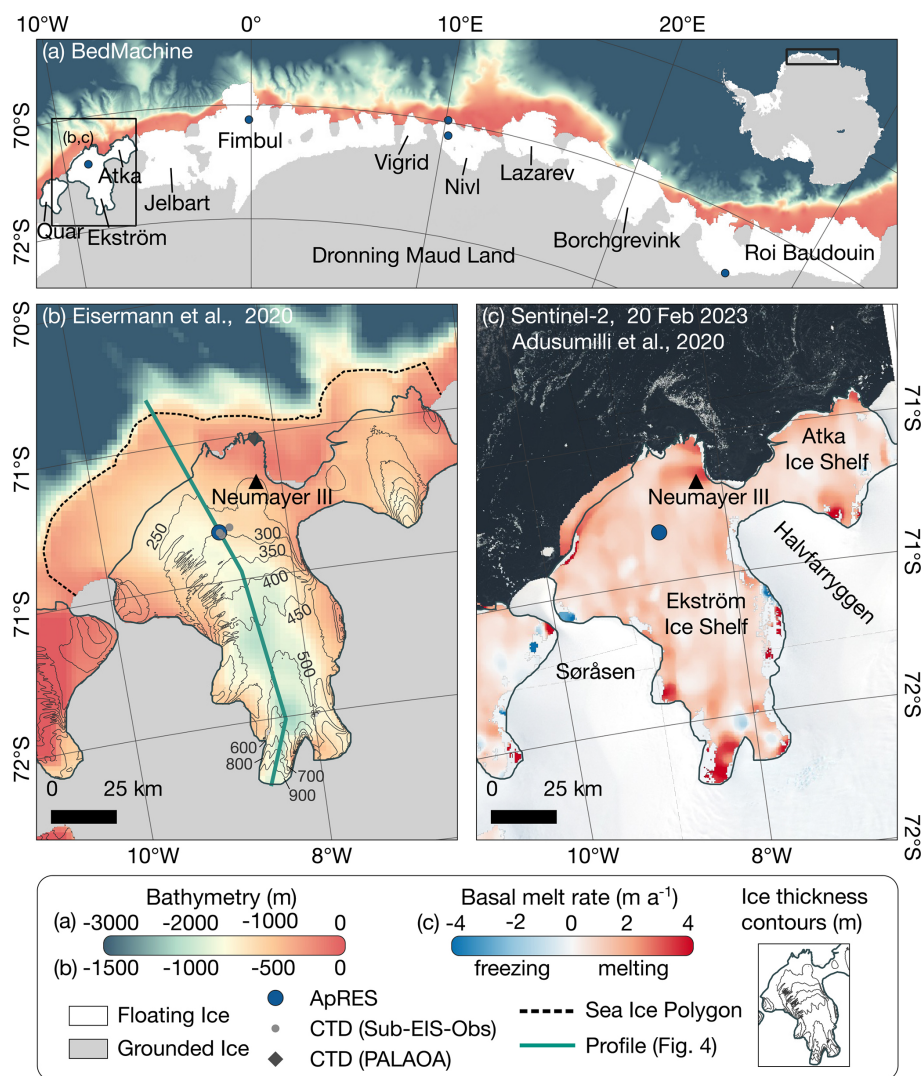 10°W 0° 10°E 20°E
(a) BedMachine
70°S
72°S
(b,c)
Fimbul
Atka
Jelbart
Vigrid
Nivl
Lazarev
Quar
Ekström
Borchgrevink
Dronning Maud Land
Roi Baudouin
70°S
(b) Eisermann et al., 2020
71°S
71°S
72°S
Neumayer III
250
300
350
400
450
500
600
800
700
900
0 25 km
10°W 8°W
(c) Sentinel-2, 20 Feb 2023
Adusumilli et al., 2020
71°S
71°S
72°S
72°S
Atka
Ice Shelf
Neumayer III
Halvfarryggen
Ekström
Ice Shelf
Søråsen
0 25 km
10°W 8°W
Bathymetry (m)
(a) -3000 -2000 -1000 0
(b) -1500 -1000 -500 0
Basal melt rate (m a⁻¹)
(c) -4 -2 0 2 4
freezing melting
Ice thickness
contours (m)
Floating Ice
Grounded Ice
ApRES
CTD (Sub-EIS-Obs)
CTD (PALAOA)
Sea Ice Polygon
Profile (Fig. 4)